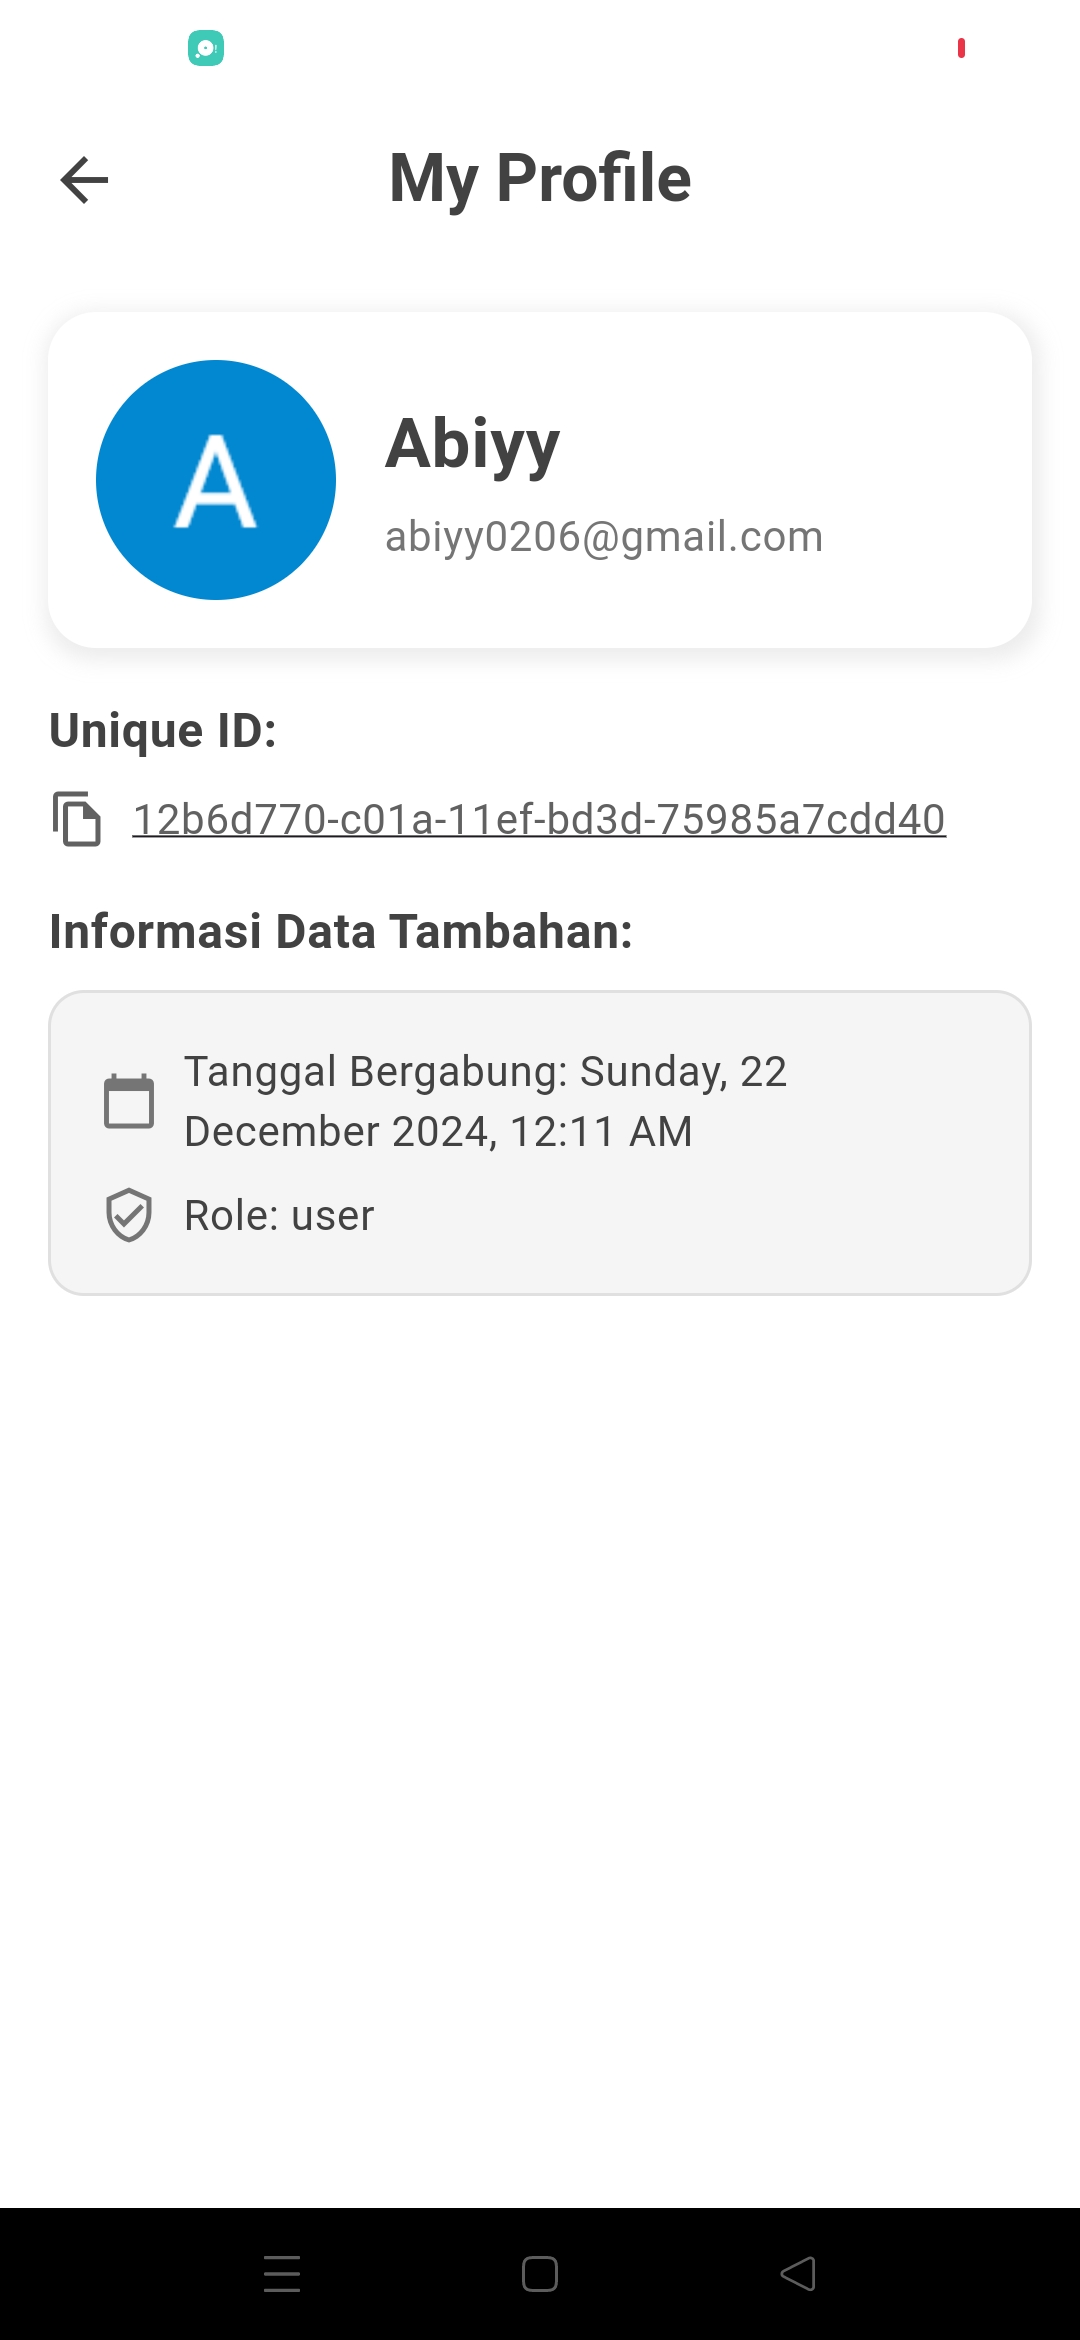 My Profile
A
Abiyy
abiyy0206@gmail.com
Unique ID:
12b6d770-c01a-11ef-bd3d-75985a7cdd40
Informasi Data Tambahan:
Tanggal Bergabung: Sunday, 22
December 2024, 12:11 AM
Role: user